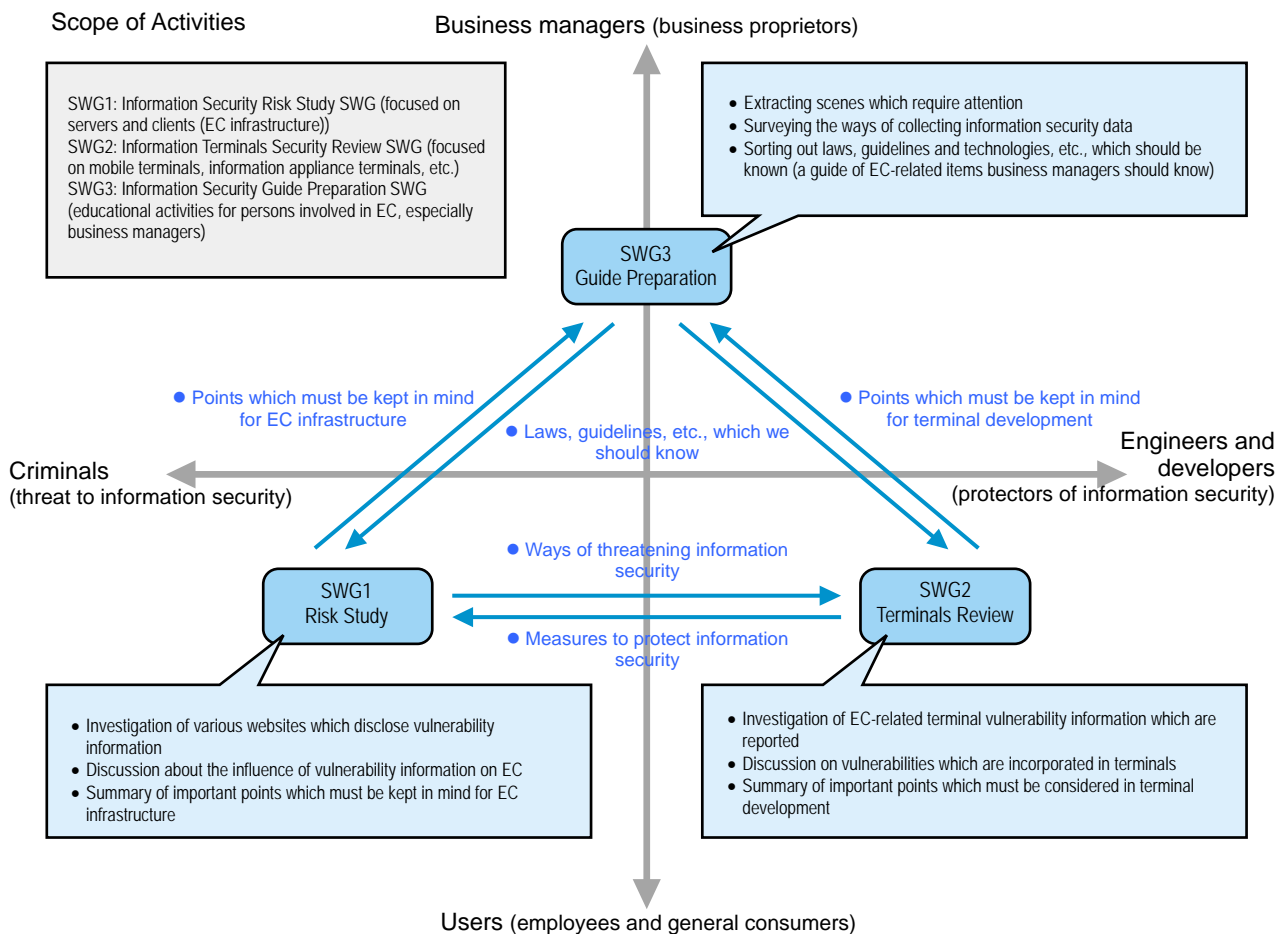 Scope of Activities
Business managers (business proprietors)
SWG1: Information Security Risk Study SWG (focused on
servers and clients (EC infrastructure))
SWG2: Information Terminals Security Review SWG (focused
on mobile terminals, information appliance terminals, etc.)
SWG3: Information Security Guide Preparation SWG
(educational activities for persons involved in EC, especially
business managers)
● Extracting scenes which require attention
● Surveying the ways of collecting information security data
● Sorting out laws, guidelines and technologies, etc., which should be
known (a guide of EC-related items business managers should know)
SWG3
Guide Preparation
● Points which must be kept in mind
for EC infrastructure
● Points which must be kept in mind
for terminal development
● Laws, guidelines, etc., which we
should know
Criminals
(threat to information security)
Engineers and
developers
(protectors of information security)
● Ways of threatening information
security
SWG1
Risk Study
SWG2
Terminals Review
● Measures to protect information
security
● Investigation of various websites which disclose vulnerability
information
● Discussion about the influence of vulnerability information on EC
● Summary of important points which must be kept in mind for EC
infrastructure
● Investigation of EC-related terminal vulnerability information which are
reported
● Discussion on vulnerabilities which are incorporated in terminals
● Summary of important points which must be considered in terminal
development
Users (employees and general consumers)